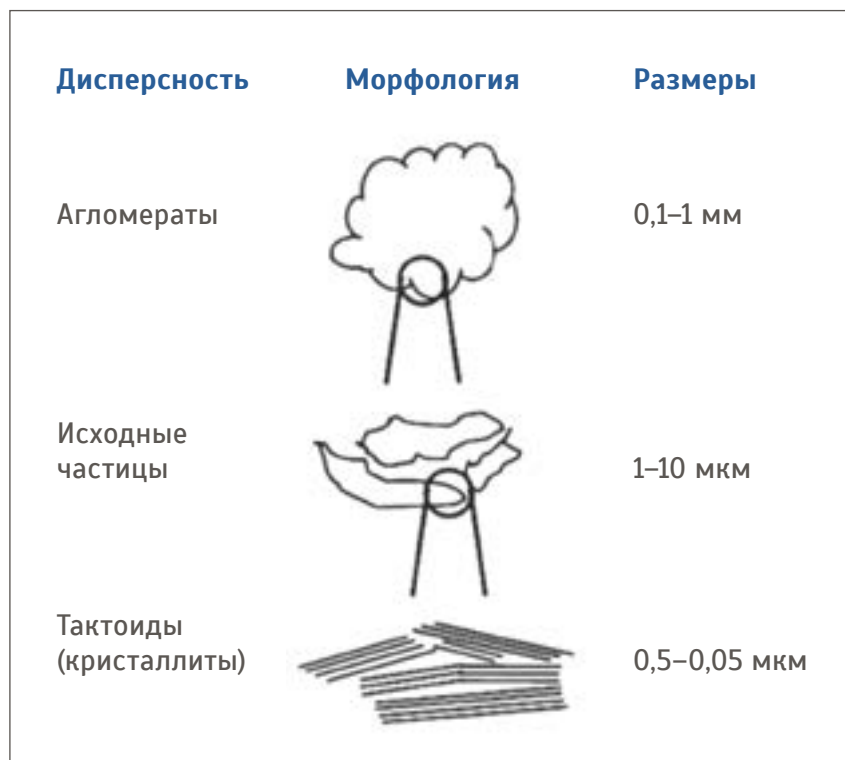 Дисперсность Морфология Размеры
Агломераты 0,1–1 мм
Исходные
частицы 1–10 мкм
Тактоиды
(кристаллиты) 0,5–0,05 мкм